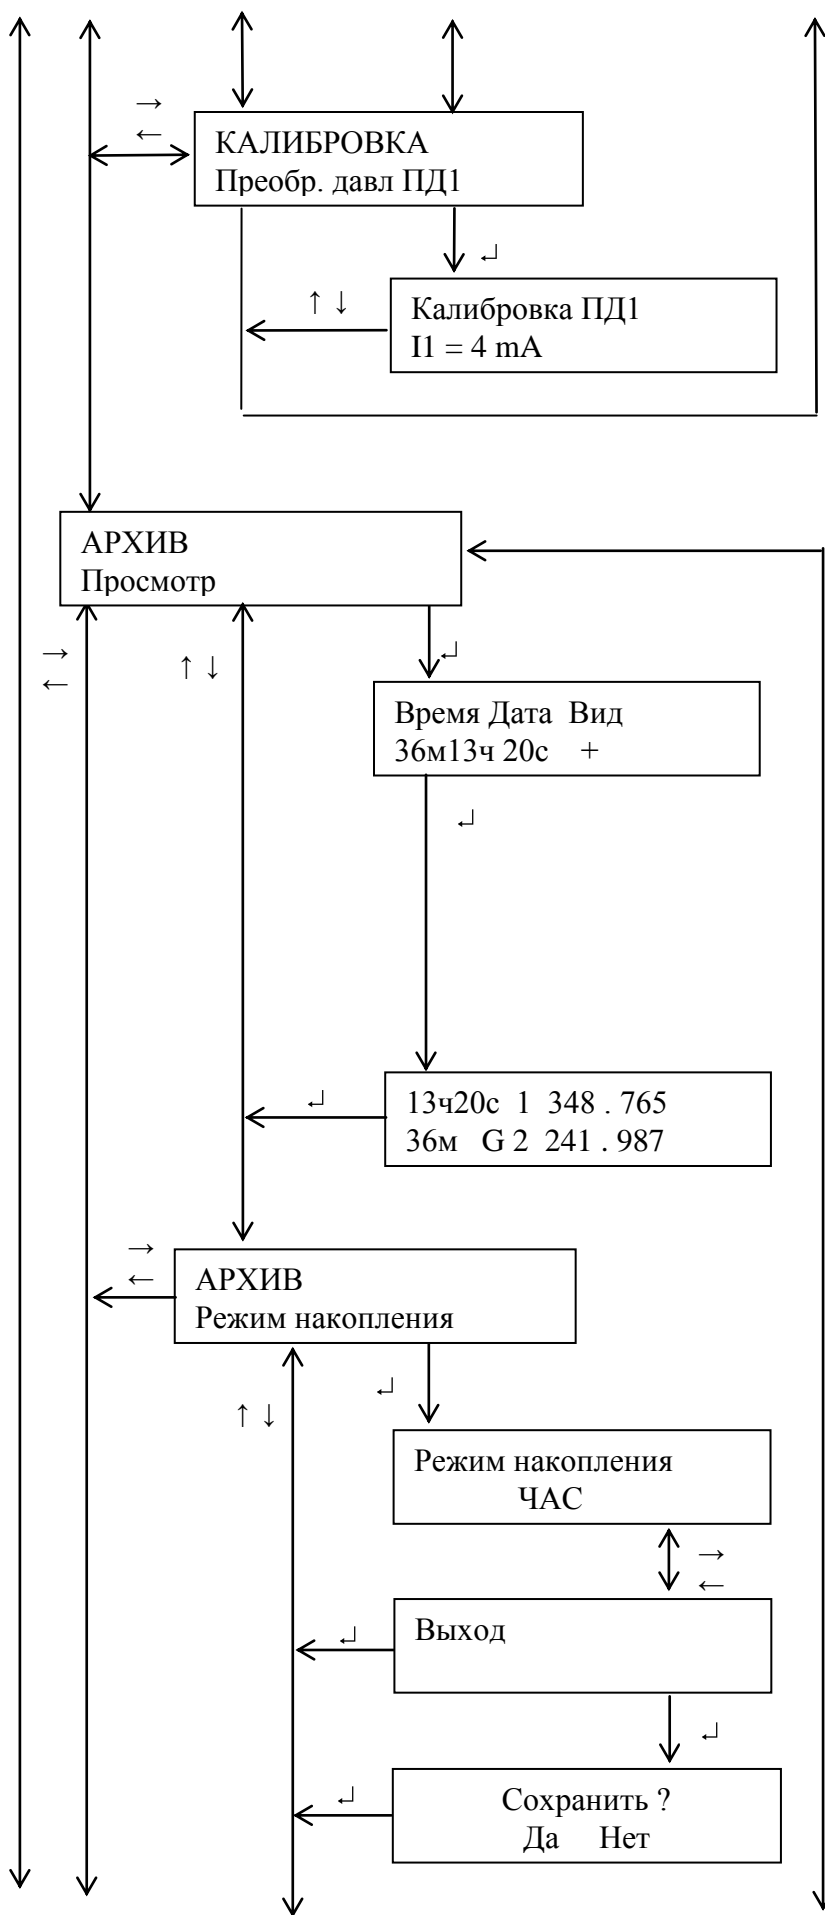 →
←
КАЛИБРОВКА
Преобр. давл ПД1
↵
↑ ↓
Калибровка ПД1
I1 = 4 mA
АРХИВ
Просмотр
→
←
↑ ↓
↵
Время Дата Вид
36м13ч 20с +
↵
↵
13ч20с 1 348 . 765
36м G 2 241 . 987
→
←
АРХИВ
Режим накопления
↵
↑ ↓
Режим накопления
ЧАС
→
←
Выход
↵
↵
Сохранить ?
Да Нет
↵